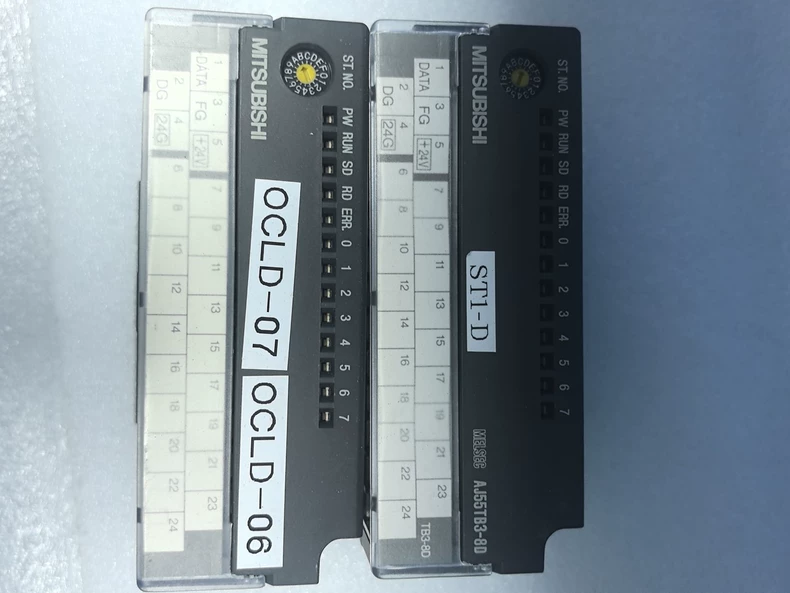 MITSUBISHI
ST. NO.
ABCDEF0123456789
PW RUN SD RD ERR. 0 1 2 3 4 5 6 7
OCLD-07
OCLD-06
1 3 5 7 9 11 13 15 17 19 21 23
DATA FG +24V
2 4 6 8 10 12 14 16 18 20 22 24
DG 24G
MITSUBISHI
ST. NO.
PW RUN SD RD ERR. 0 1 2 3 4 5 6 7
ST1-D
MELSEC AJ55TB3-8D
1 3 5 7 9 11 13 15 17 19 21 23
DATA FG +24V
2 4 6 8 10 12 14 16 18 20 22 24
DG 24G
TB3-8D